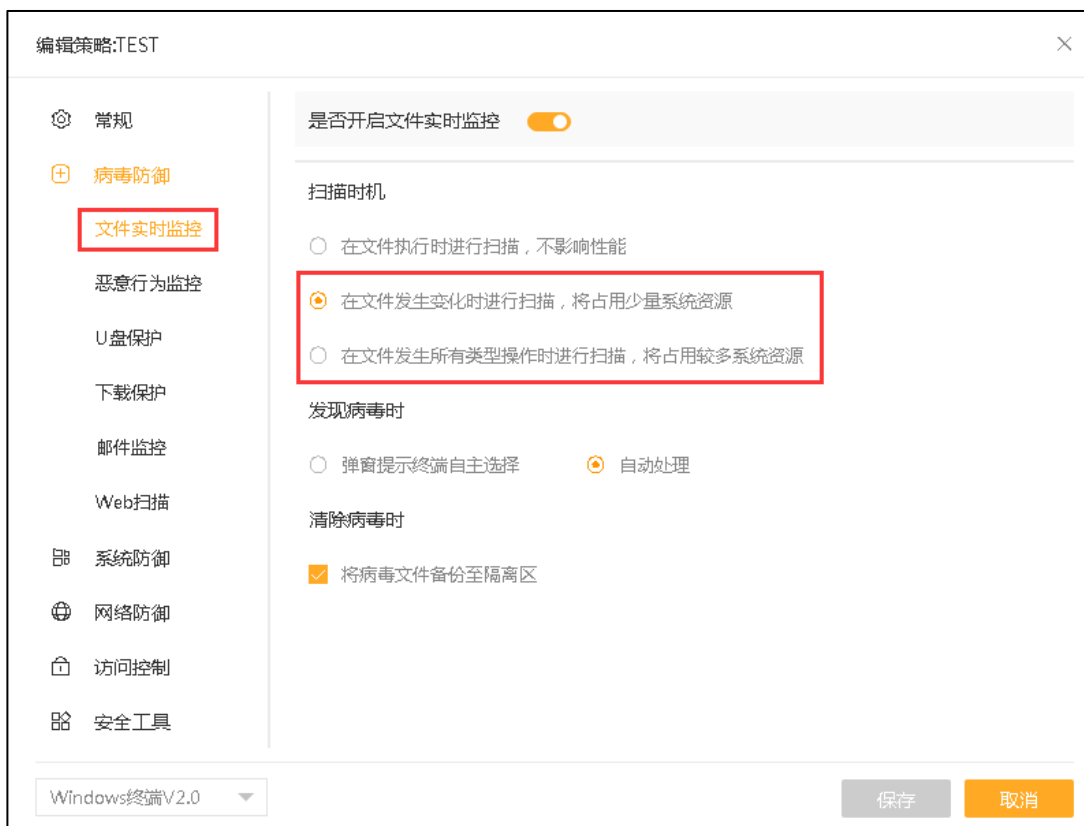 编辑策略:TEST
常规
病毒防御
文件实时监控
恶意行为监控
U盘保护
下载保护
邮件监控
Web扫描
系统防御
网络防御
访问控制
安全工具
是否开启文件实时监控
扫描时机
在文件执行时进行扫描，不影响性能
在文件发生变化时进行扫描，将占用少量系统资源
在文件发生所有类型操作时进行扫描，将占用较多系统资源
发现病毒时
弹窗提示终端自主选择 自动处理
清除病毒时
将病毒文件备份至隔离区
Windows终端V2.0 保存 取消